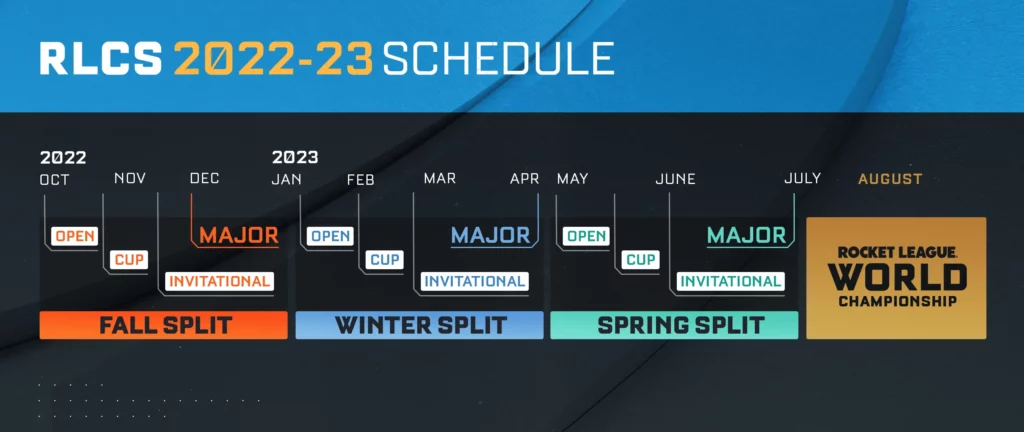 RLCS 2022-23 SCHEDULE
2022
2023
OCT NOV DEC JAN FEB MAR APR MAY JUNE JULY AUGUST
OPEN MAJOR OPEN MAJOR OPEN MAJOR
CUP CUP CUP
INVITATIONAL INVITATIONAL INVITATIONAL
FALL SPLIT WINTER SPLIT SPRING SPLIT
ROCKET LEAGUE
WORLD
CHAMPIONSHIP